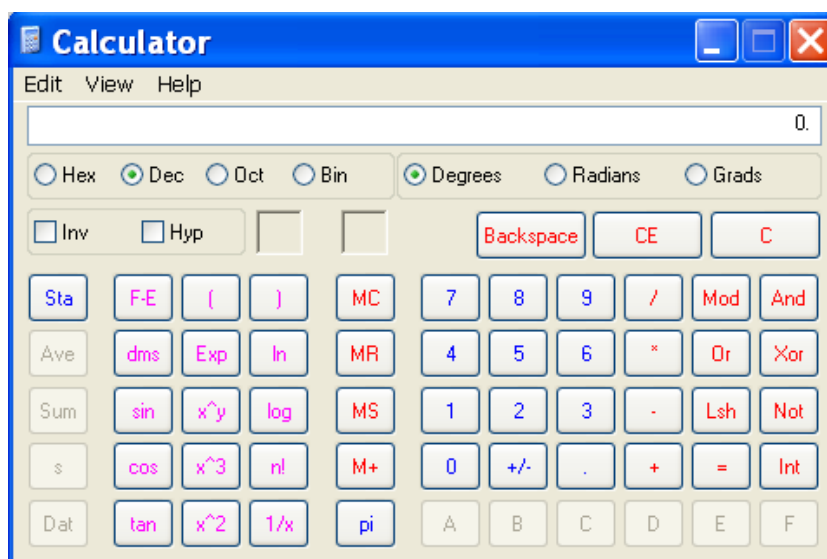 Calculator
Edit View Help
0.
Hex Dec Oct Bin Degrees Radians Grads
Inv Hyp Backspace CE C
Sta F-E ( ) MC 7 8 9 / Mod And
Ave dms Exp ln MR 4 5 6 * Or Xor
Sum sin x^y log MS 1 2 3 - Lsh Not
s cos x^3 n! M+ 0 +/- . + = Int
Dat tan x^2 1/x pi A B C D E F